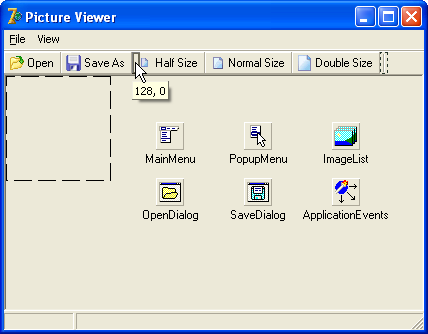 Picture Viewer
File View
Open Save As Half Size Normal Size Double Size
128, 0
MainMenu PopupMenu ImageList
OpenDialog SaveDialog ApplicationEvents